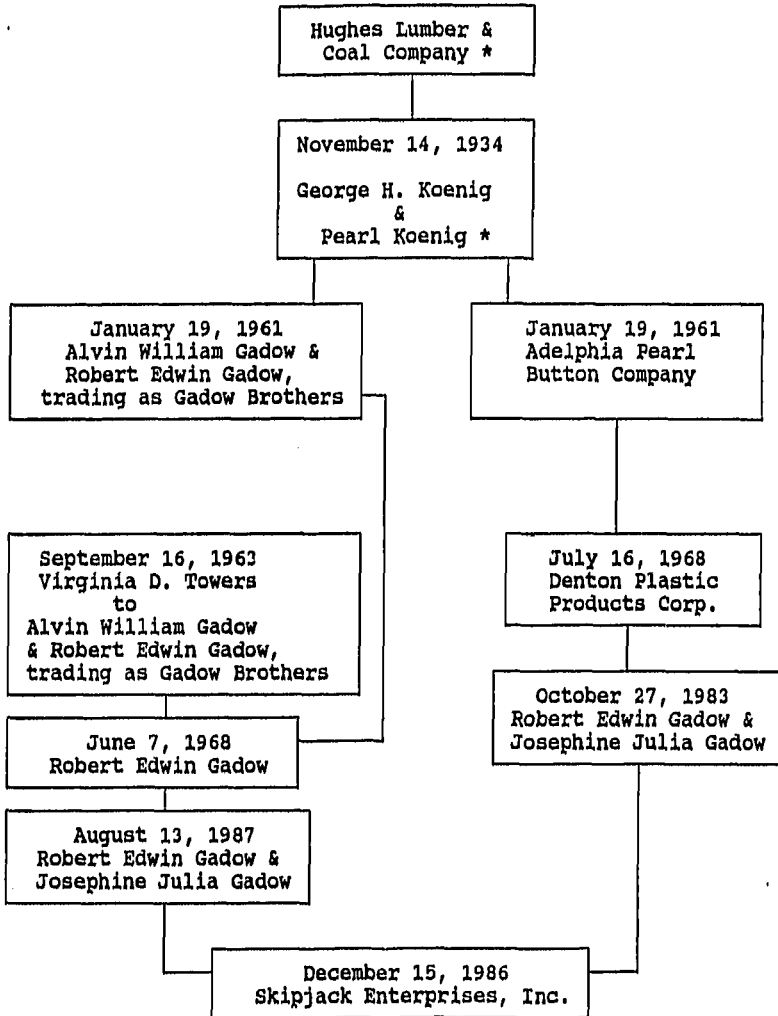 Hughes Lumber &
Coal Company *
November 14, 1934
George H. Koenig
&
Pearl Koenig *
January 19, 1961
Alvin William Gadow &
Robert Edwin Gadow,
trading as Gadow Brothers
January 19, 1961
Adelphia Pearl
Button Company
September 16, 1963
Virginia D. Towers
to
Alvin William Gadow
& Robert Edwin Gadow,
trading as Gadow Brothers
July 16, 1968
Denton Plastic
Products Corp.
October 27, 1983
Robert Edwin Gadow &
Josephine Julia Gadow
June 7, 1968
Robert Edwin Gadow
August 13, 1987
Robert Edwin Gadow &
Josephine Julia Gadow
December 15, 1986
Skipjack Enterprises, Inc.